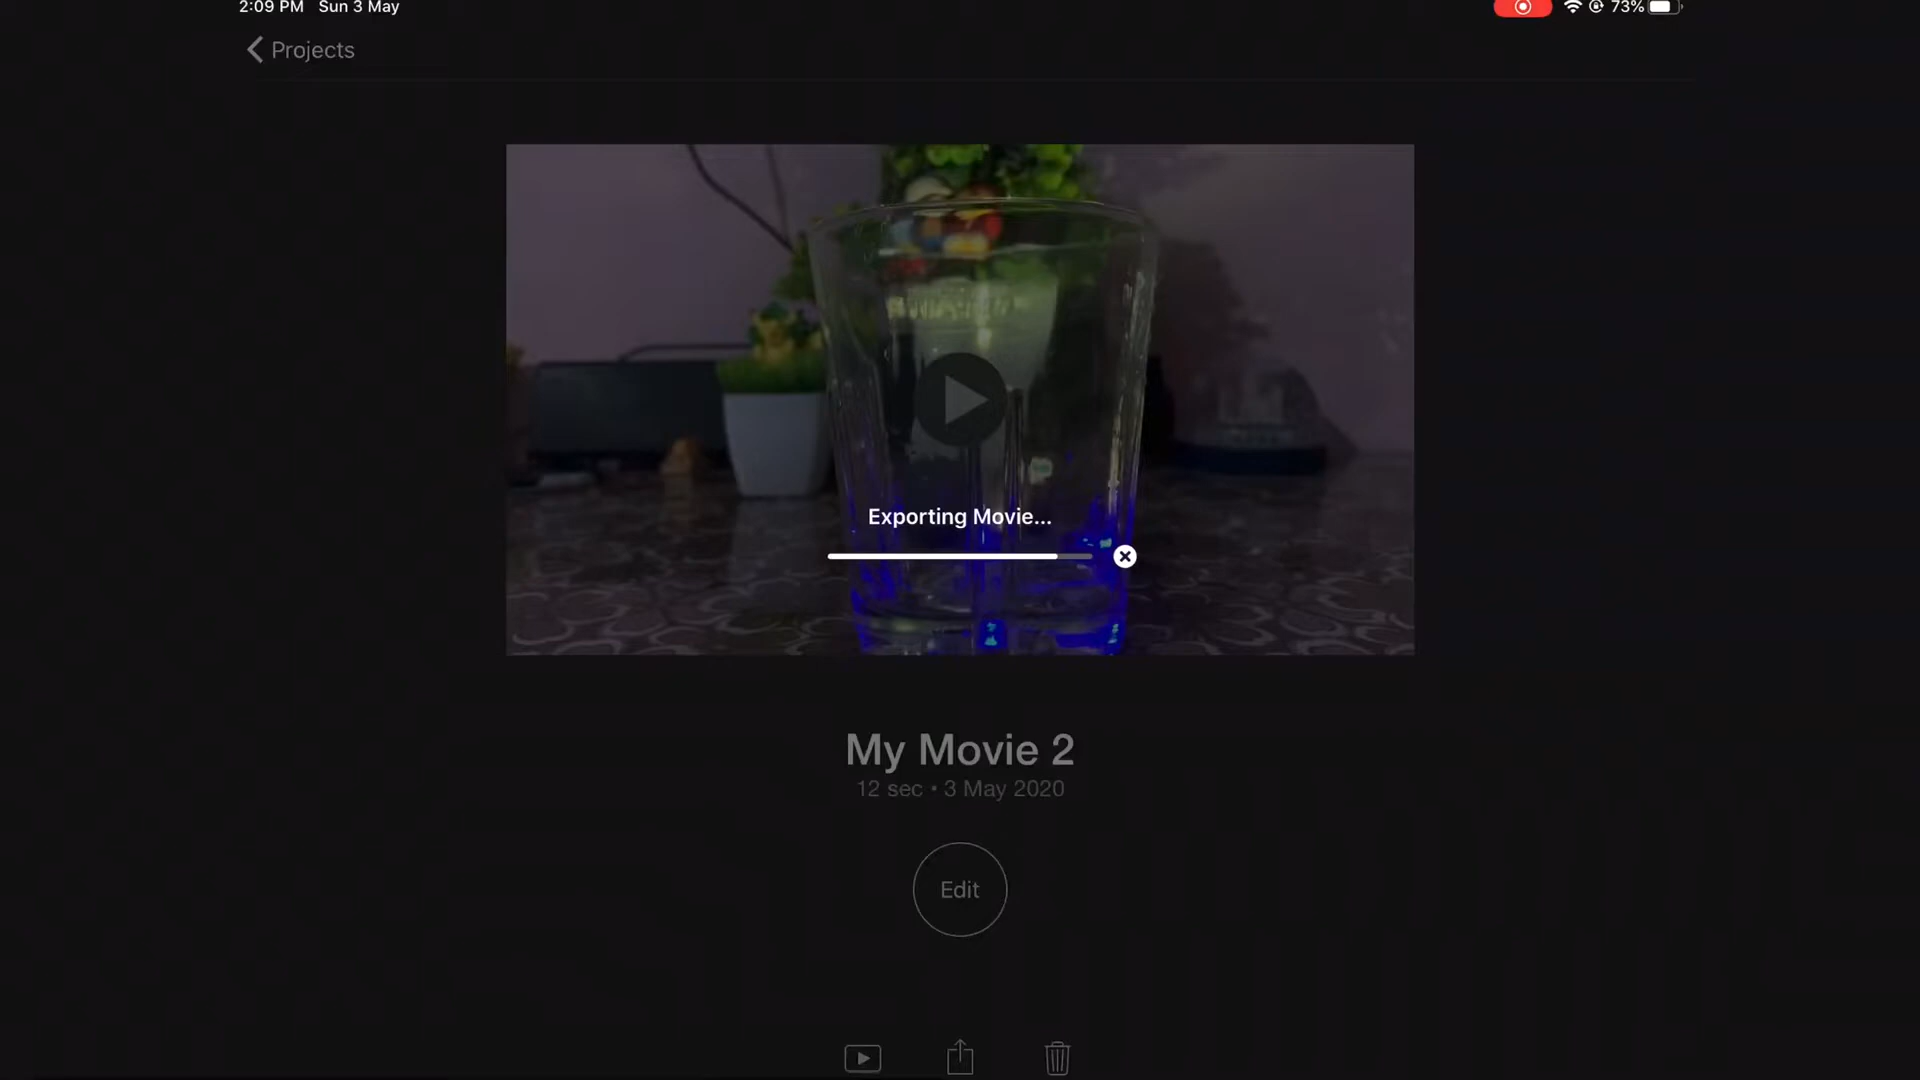 2:09 PM Sun 3 May
73%
Projects
Exporting Movie...
My Movie 2
12 sec • 3 May 2020
Edit